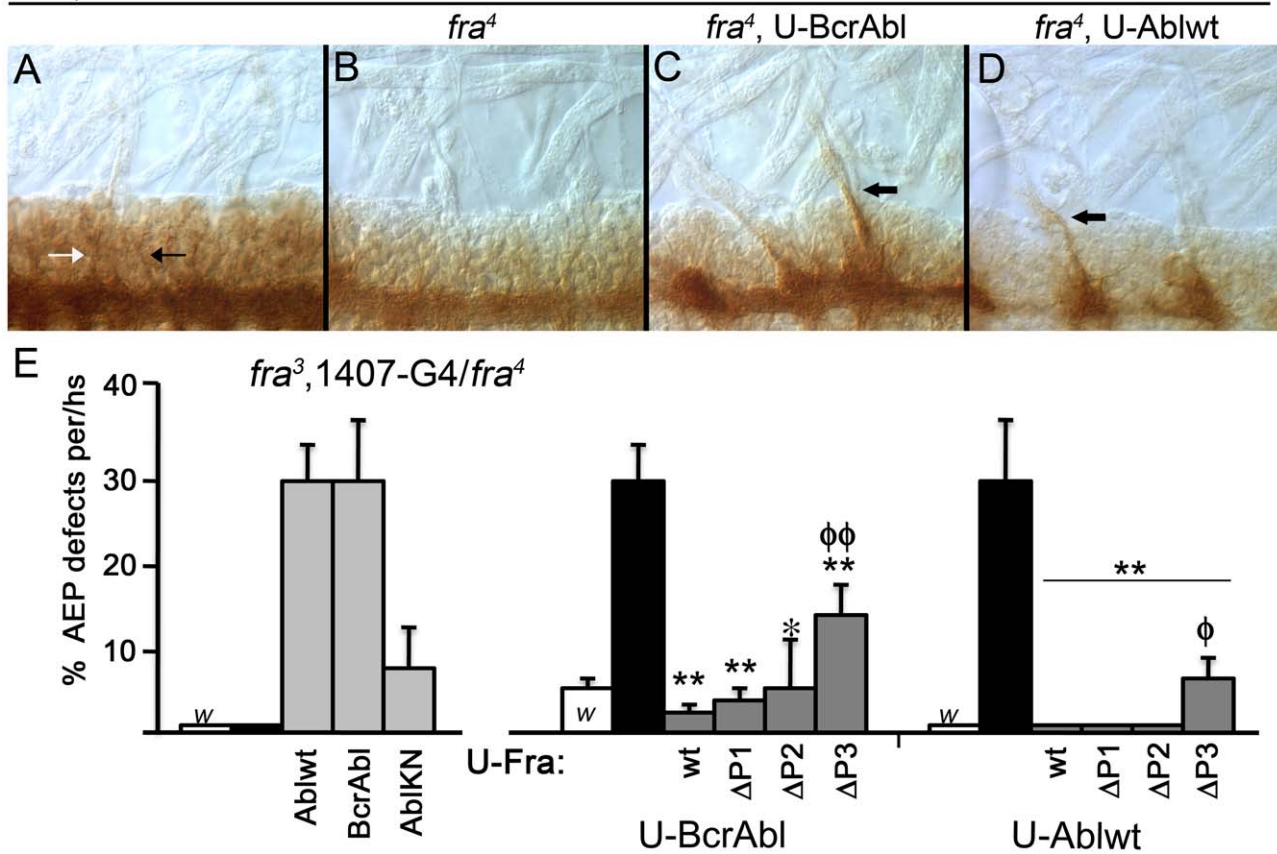 fra⁴
fra⁴, U-BcrAbl
fra⁴, U-Ablwt
A
B
C
D
E
fra³,1407-G4/fra⁴
% AEP defects per/hs
40
30
20
10
w
Ablwt
BcrAbl
AblKN
U-Fra:
w
**
**
*
ϕϕ
**
wt
ΔP1
ΔP2
ΔP3
U-BcrAbl
w
**
ϕ
wt
ΔP1
ΔP2
ΔP3
U-Ablwt